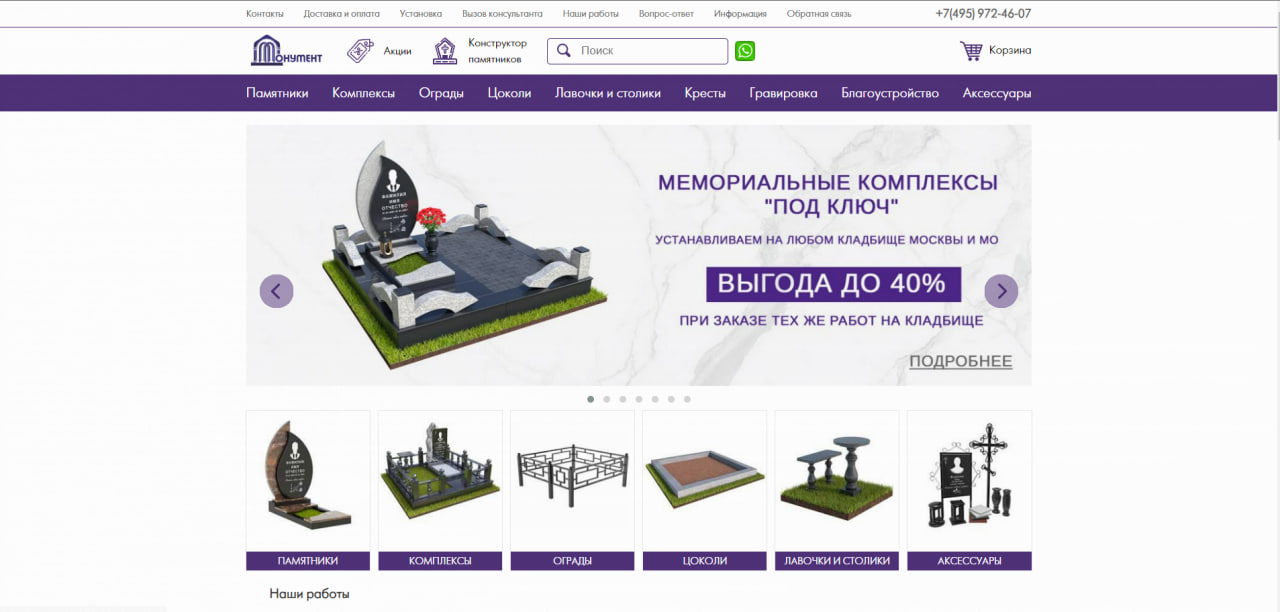 Контакты
Доставка и оплата
Установка
Вызов консультанта
Наши работы
Вопрос-ответ
Информация
Обратная связь
+7(495) 972-46-07
Монумент
Акции
Конструктор
памятников
Поиск
Корзина
Памятники
Комплексы
Ограды
Цоколи
Лавочки и столики
Кресты
Гравировка
Благоустройство
Аксессуары
ФАМИЛИЯ
ИМЯ
ОТЧЕСТВО
МЕМОРИАЛЬНЫЕ КОМПЛЕКСЫ
"ПОД КЛЮЧ"
УСТАНАВЛИВАЕМ НА ЛЮБОМ КЛАДБИЩЕ МОСКВЫ И МО
ВЫГОДА ДО 40%
ПРИ ЗАКАЗЕ ТЕХ ЖЕ РАБОТ НА КЛАДБИЩЕ
ПОДРОБНЕЕ
ФАМИЛИЯ
ИМЯ
ОТЧЕСТВО
ПАМЯТНИКИ
КОМПЛЕКСЫ
ОГРАДЫ
ЦОКОЛИ
ЛАВОЧКИ И СТОЛИКИ
АКСЕССУАРЫ
Наши работы